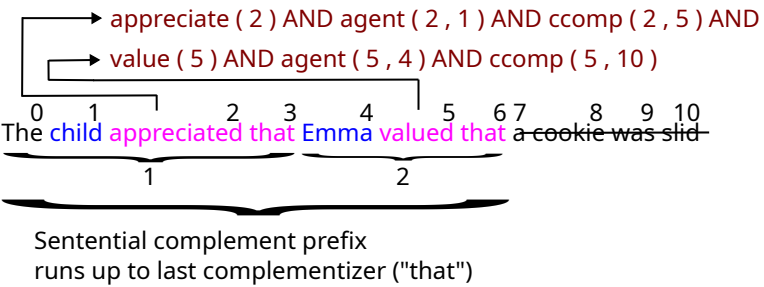 appreciate ( 2 ) AND agent ( 2 , 1 ) AND ccomp ( 2 , 5 ) AND
value ( 5 ) AND agent ( 5 , 4 ) AND ccomp ( 5 , 10 )
0 1 2 3 4 5 6 7 8 9 10
The child appreciated that Emma valued that a cookie was slid
1 2
Sentential complement prefix
runs up to last complementizer ("that")